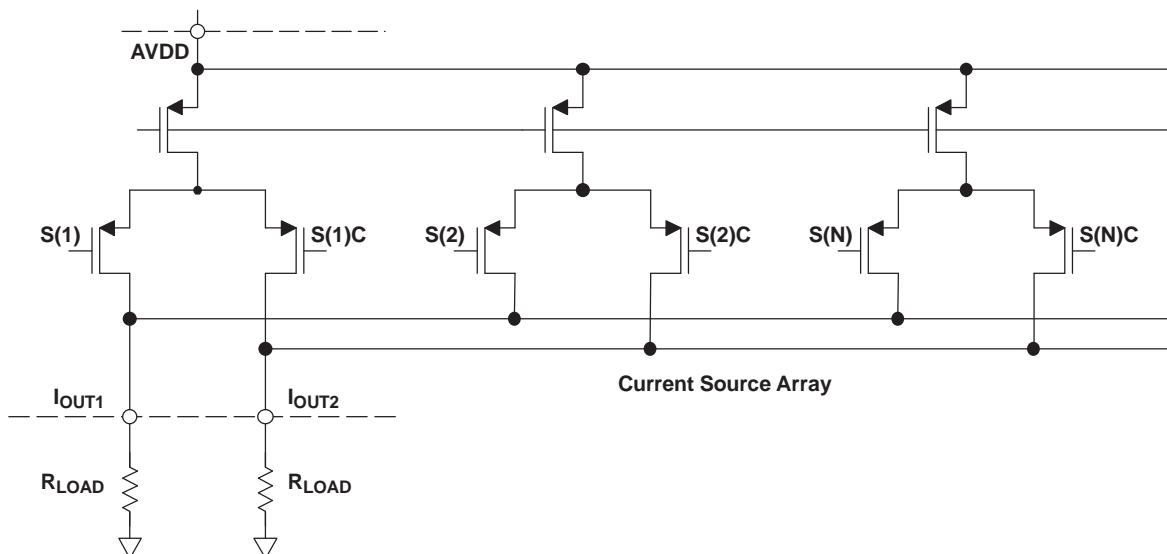 AVDD
S(1)
S(1)C
S(2)
S(2)C
S(N)
S(N)C
Current Source Array
IOUT1
IOUT2
RLOAD
RLOAD